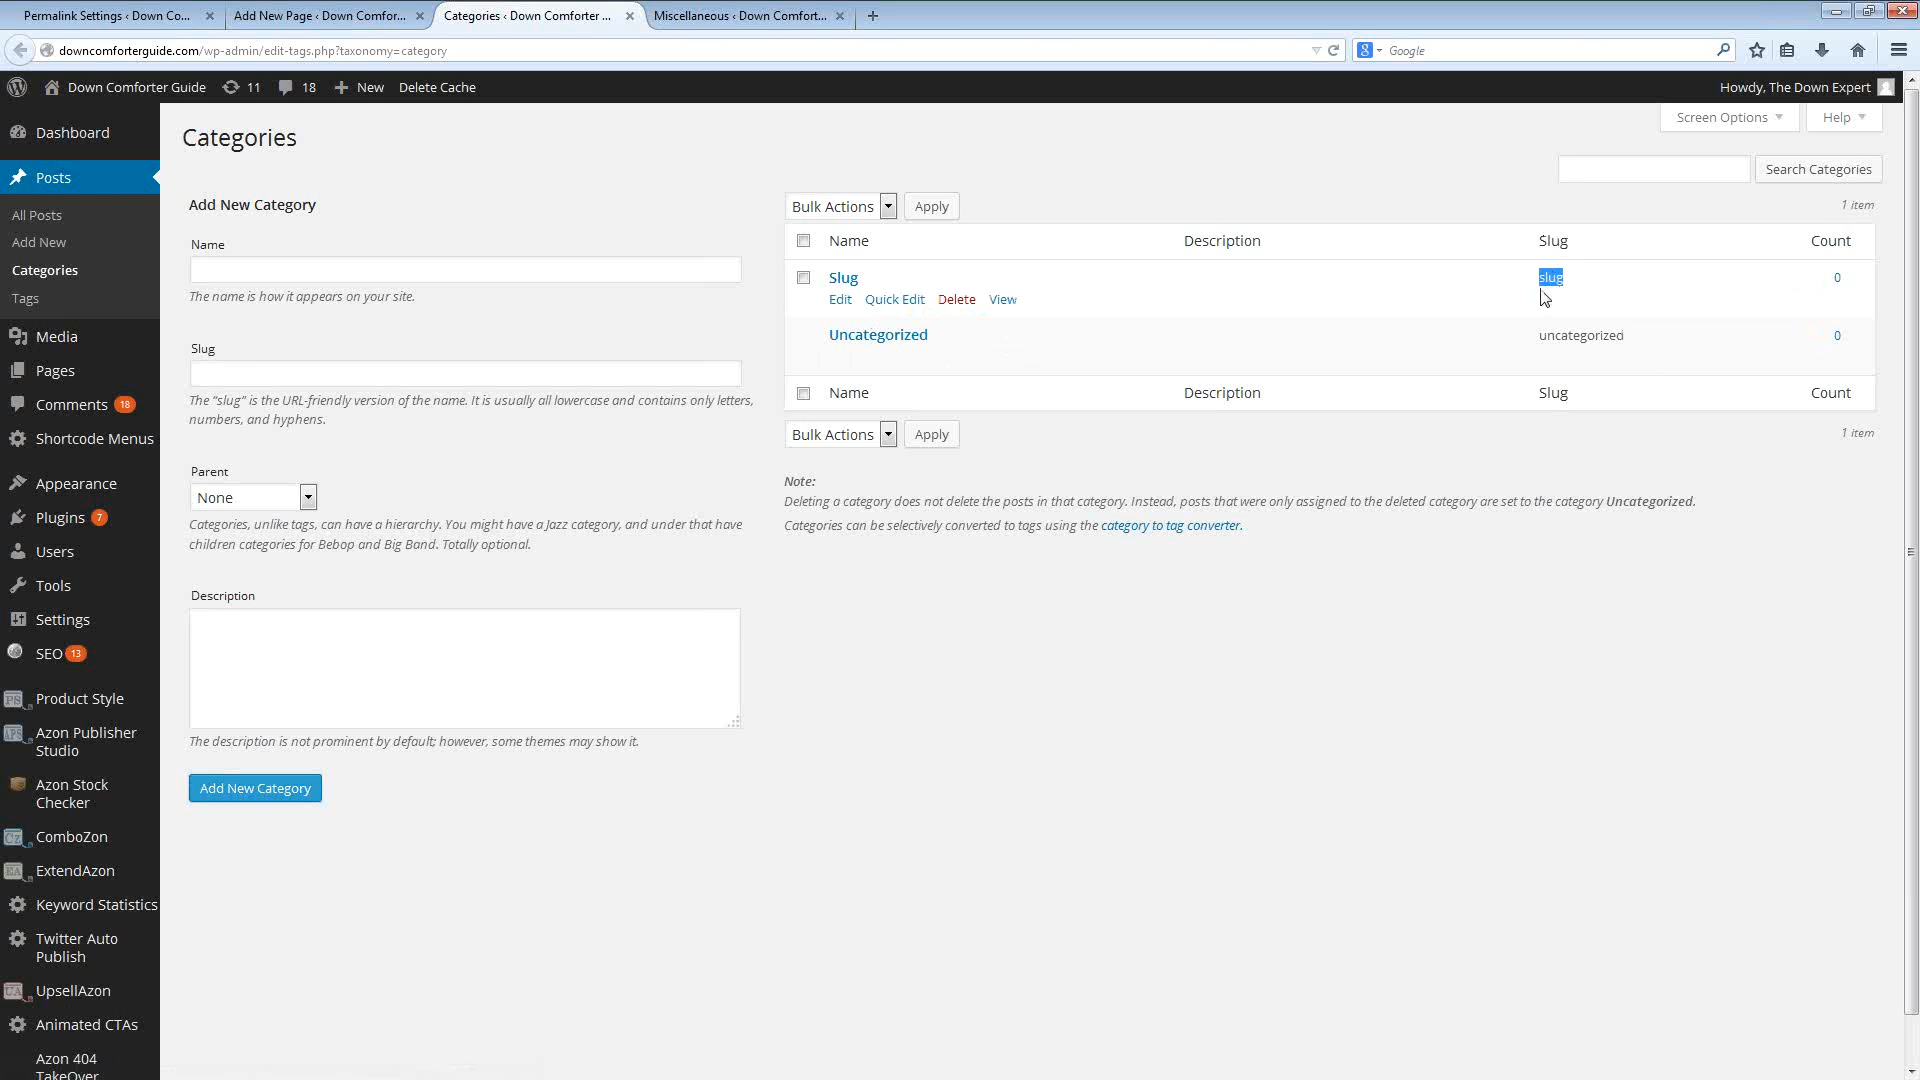 Permalink Settings ‹ Down Co...
Add New Page ‹ Down Comfor...
Categories ‹ Down Comforter ...
Miscellaneous ‹ Down Comfort...
downcomforterguide.com/wp-admin/edit-tags.php?taxonomy=category
Google
Down Comforter Guide 11 18 New Delete Cache
Howdy, The Down Expert
Dashboard
Posts
All Posts
Add New
Categories
Tags
Media
Pages
Comments 18
Shortcode Menus
Appearance
Plugins 7
Users
Tools
Settings
SEO 13
Product Style
Azon Publisher
Studio
Azon Stock
Checker
ComboZon
ExtendAzon
Keyword Statistics
Twitter Auto
Publish
UpsellAzon
Animated CTAs
Azon 404
TakeOver
Categories
Screen Options
Help
Search Categories
Add New Category
Name
The name is how it appears on your site.
Slug
The “slug” is the URL-friendly version of the name. It is usually all lowercase and contains only letters,
numbers, and hyphens.
Parent
None
Categories, unlike tags, can have a hierarchy. You might have a Jazz category, and under that have
children categories for Bebop and Big Band. Totally optional.
Description
The description is not prominent by default; however, some themes may show it.
Add New Category
Bulk Actions Apply 1 item
Name Description Slug Count
Slug slug 0
Edit Quick Edit Delete View
Uncategorized uncategorized 0
Name Description Slug Count
Bulk Actions Apply 1 item
Note:
Deleting a category does not delete the posts in that category. Instead, posts that were only assigned to the deleted category are set to the category Uncategorized.
Categories can be selectively converted to tags using the category to tag converter.